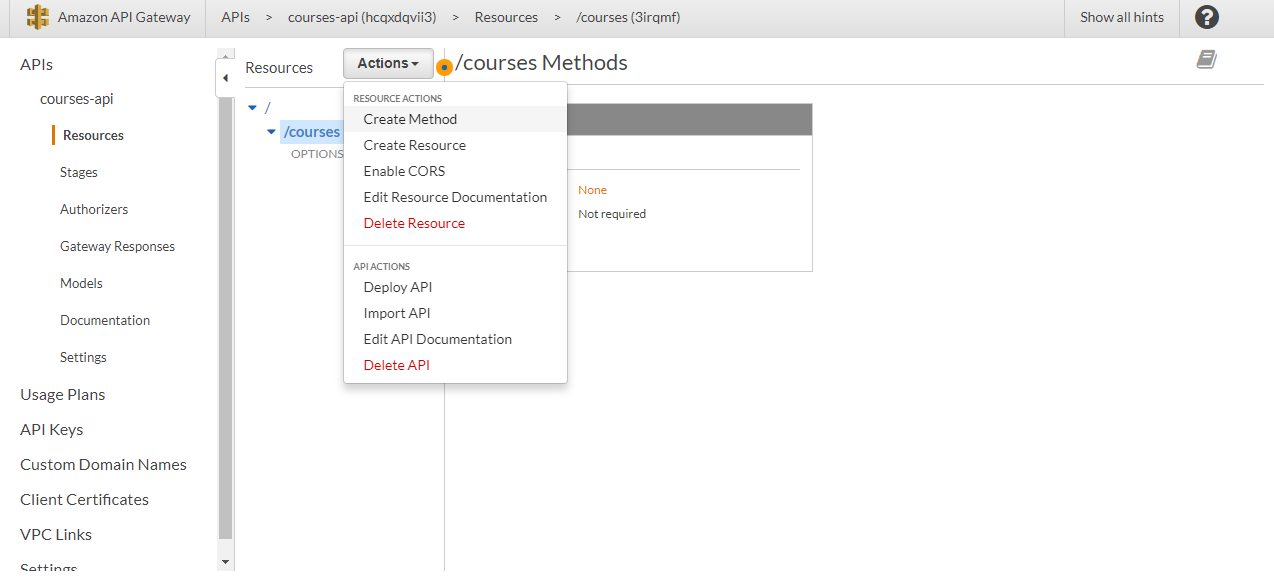 Amazon API Gateway
APIs > courses-api (hcqxdqvii3) > Resources > /courses (3irqmf)
Show all hints
?
APIs
courses-api
Resources
Stages
Authorizers
Gateway Responses
Models
Documentation
Settings
Usage Plans
API Keys
Custom Domain Names
Client Certificates
VPC Links
Settings
Resources
Actions
/
/courses
OPTIONS
RESOURCE ACTIONS
Create Method
Create Resource
Enable CORS
Edit Resource Documentation
Delete Resource
API ACTIONS
Deploy API
Import API
Edit API Documentation
Delete API
/courses Methods
None
Not required